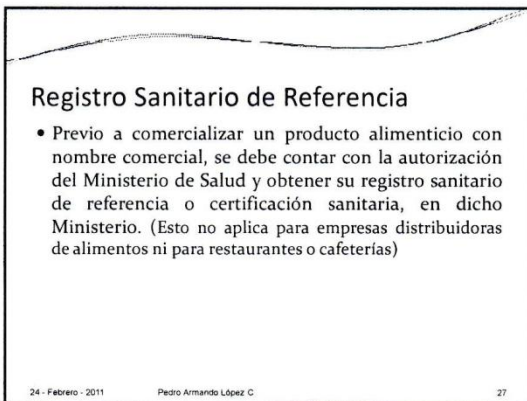 Registro Sanitario de Referencia
• Previo a comercializar un producto alimenticio con
nombre comercial, se debe contar con la autorización
del Ministerio de Salud y obtener su registro sanitario
de referencia o certificación sanitaria, en dicho
Ministerio. (Esto no aplica para empresas distribuidoras
de alimentos ni para restaurantes o cafeterías)
24 - Febrero - 2011 Pedro Armando López C 27